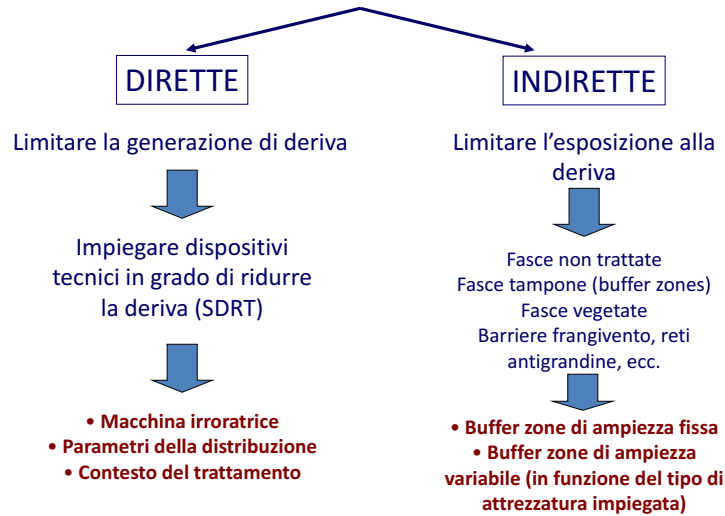 DIRETTE
Limitare la generazione di deriva
Impiegare dispositivi
tecnici in grado di ridurre
la deriva (SDRT)
• Macchina irroratrice
• Parametri della distribuzione
• Contesto del trattamento
INDIRETTE
Limitare l'esposizione alla
deriva
Fasce non trattate
Fasce tampone (buffer zones)
Fasce vegetate
Barriere frangivento, reti
antigrandine, ecc.
• Buffer zone di ampiezza fissa
• Buffer zone di ampiezza
variabile (in funzione del tipo di
attrezzatura impiegata)